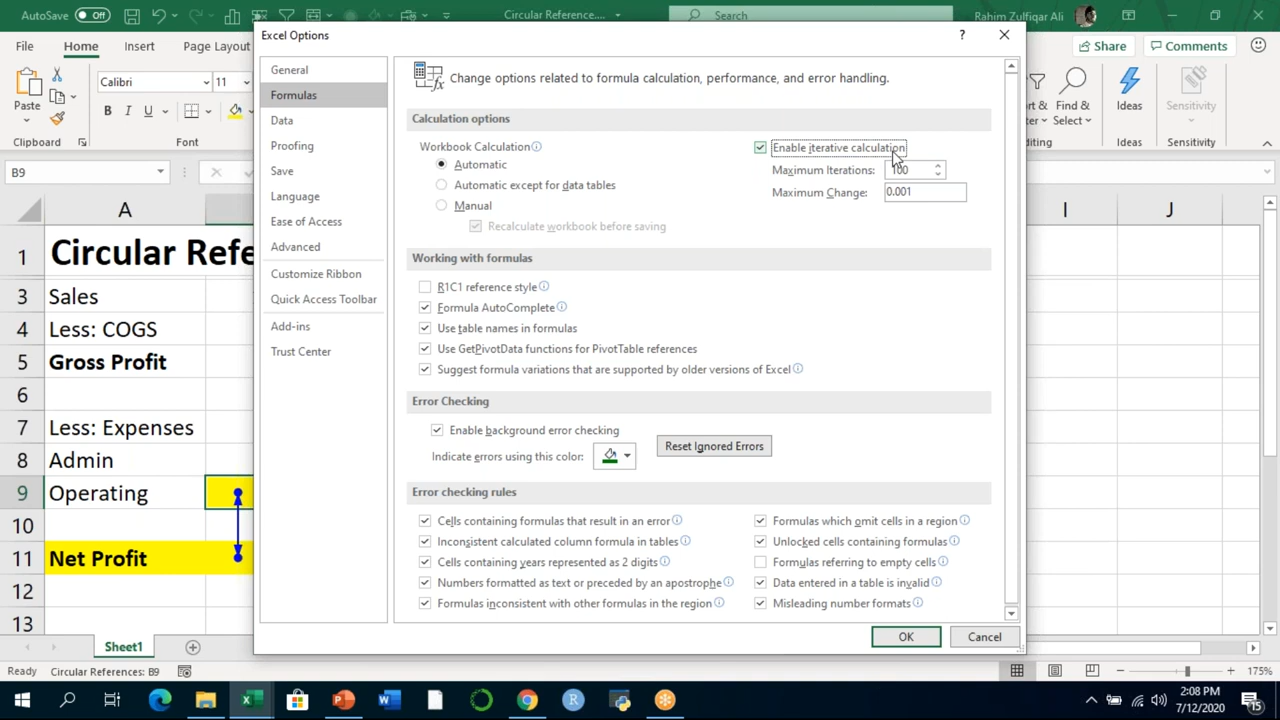 AutoSave Off
Circular Reference....
Search
Rahim Zulfiqar Ali
File
Home
Insert
Page Layou
Share
Comments
Paste
Calibri
11
B I U
rt &
er
Find &
Select
Ideas
Sensitivity
Clipboard
Font
Ideas
Sensitivity
B9
Excel Options
?
General
Formulas
Data
Proofing
Save
Language
Ease of Access
Advanced
Customize Ribbon
Quick Access Toolbar
Add-ins
Trust Center
Change options related to formula calculation, performance, and error handling.
Calculation options
Workbook Calculation
Automatic
Automatic except for data tables
Manual
Recalculate workbook before saving
Enable iterative calculation
Maximum Iterations: 100
Maximum Change: 0.001
Working with formulas
R1C1 reference style
Formula AutoComplete
Use table names in formulas
Use GetPivotData functions for PivotTable references
Suggest formula variations that are supported by older versions of Excel
Error Checking
Enable background error checking
Indicate errors using this color:
Reset Ignored Errors
Error checking rules
Cells containing formulas that result in an error
Inconsistent calculated column formula in tables
Cells containing years represented as 2 digits
Numbers formatted as text or preceded by an apostrophe
Formulas inconsistent with other formulas in the region
Formulas which omit cells in a region
Unlocked cells containing formulas
Formulas referring to empty cells
Data entered in a table is invalid
Misleading number formats
OK
Cancel
A
I
J
1 Circular Refe
3 Sales
4 Less: COGS
5 Gross Profit
6
7 Less: Expenses
8 Admin
9 Operating
10
11 Net Profit
12
13
Sheet1
Ready
Circular References: B9
175%
2:08 PM
7/12/2020
15